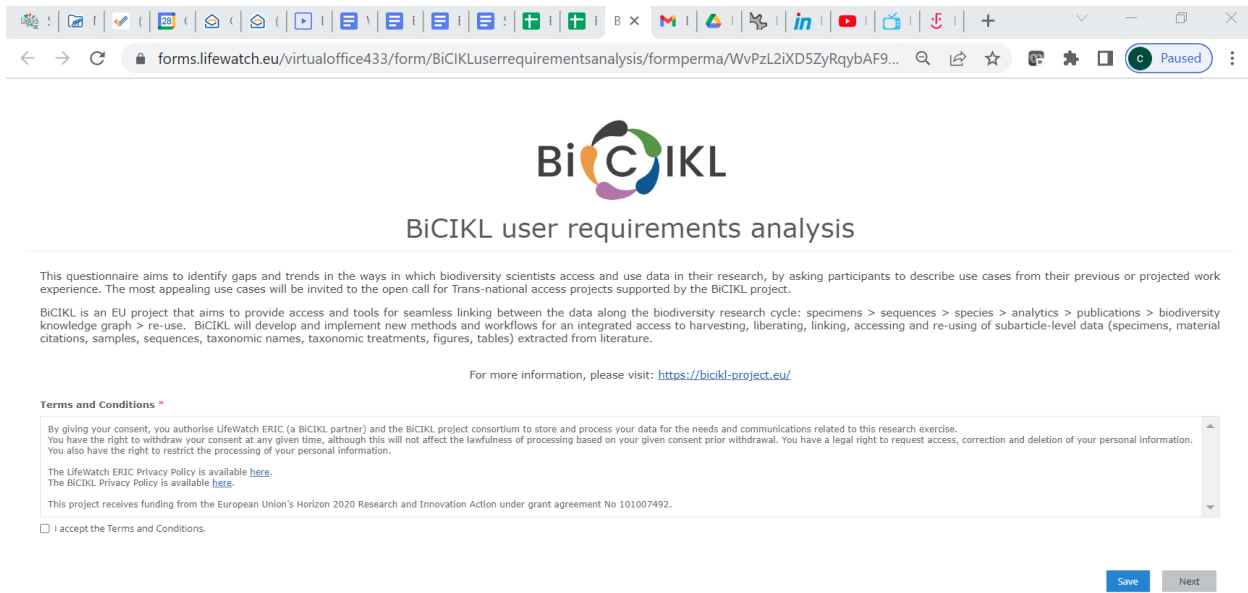 28
forms.lifewatch.eu/virtualoffice433/form/BiCIKLuserrequirementsanalysis/formperma/WvPzL2iXD5ZyRqybAF9...
C
Paused
BiCIKL
BiCIKL user requirements analysis
This questionnaire aims to identify gaps and trends in the ways in which biodiversity scientists access and use data in their research, by asking participants to describe use cases from their previous or projected work
experience. The most appealing use cases will be invited to the open call for Trans-national access projects supported by the BiCIKL project.
BiCIKL is an EU project that aims to provide access and tools for seamless linking between the data along the biodiversity research cycle: specimens > sequences > species > analytics > publications > biodiversity
knowledge graph > re-use. BiCIKL will develop and implement new methods and workflows for an integrated access to harvesting, liberating, linking, accessing and re-using of subarticle-level data (specimens, material
citations, samples, sequences, taxonomic names, taxonomic treatments, figures, tables) extracted from literature.
For more information, please visit: https://bicikl-project.eu/
Terms and Conditions *
By giving your consent, you authorise LifeWatch ERIC (a BiCIKL partner) and the BiCIKL project consortium to store and process your data for the needs and communications related to this research exercise.
You have the right to withdraw your consent at any given time, although this will not affect the lawfulness of processing based on your given consent prior withdrawal. You have a legal right to request access, correction and deletion of your personal information.
You also have the right to restrict the processing of your personal information.
The LifeWatch ERIC Privacy Policy is available here.
The BiCIKL Privacy Policy is available here.
This project receives funding from the European Union's Horizon 2020 Research and Innovation Action under grant agreement No 101007492.
I accept the Terms and Conditions.
Save
Next